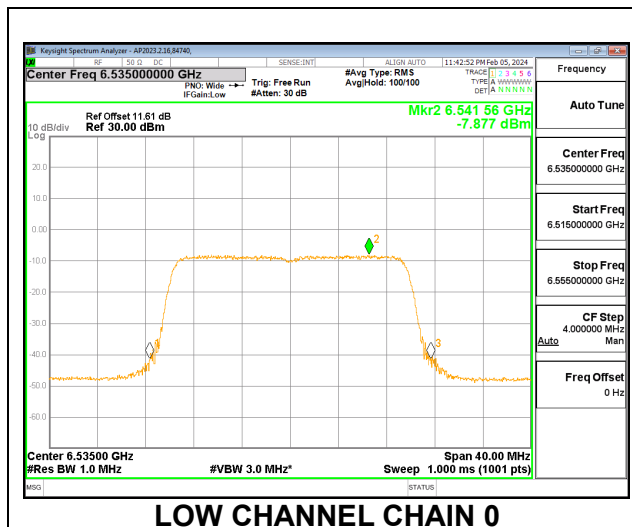 Keysight Spectrum Analyzer - AP2023.2.16,84740,
RF 50 Ω DC SENSE:INT ALIGN AUTO 11:42:52 PM Feb 05, 2024
Center Freq 6.535000000 GHz
PNO: Wide
IFGain:Low
Trig: Free Run
#Atten: 30 dB
#Avg Type: RMS
Avg|Hold: 100/100
TRACE 1 2 3 4 5 6
TYPE A WWWWW
DET A N N N N N
Frequency
Ref Offset 11.61 dB
Ref 30.00 dBm
Mkr2 6.541 56 GHz
-7.877 dBm
10 dB/div
Log
20.0
10.0
0.00
-10.0
-20.0
-30.0
-40.0
-50.0
-60.0
2
1
3
Center 6.53500 GHz
Span 40.00 MHz
#Res BW 1.0 MHz
#VBW 3.0 MHz*
Sweep 1.000 ms (1001 pts)
Auto Tune
Center Freq
6.535000000 GHz
Start Freq
6.515000000 GHz
Stop Freq
6.555000000 GHz
CF Step
4.000000 MHz
Auto Man
Freq Offset
0 Hz
MSG STATUS
LOW CHANNEL CHAIN 0